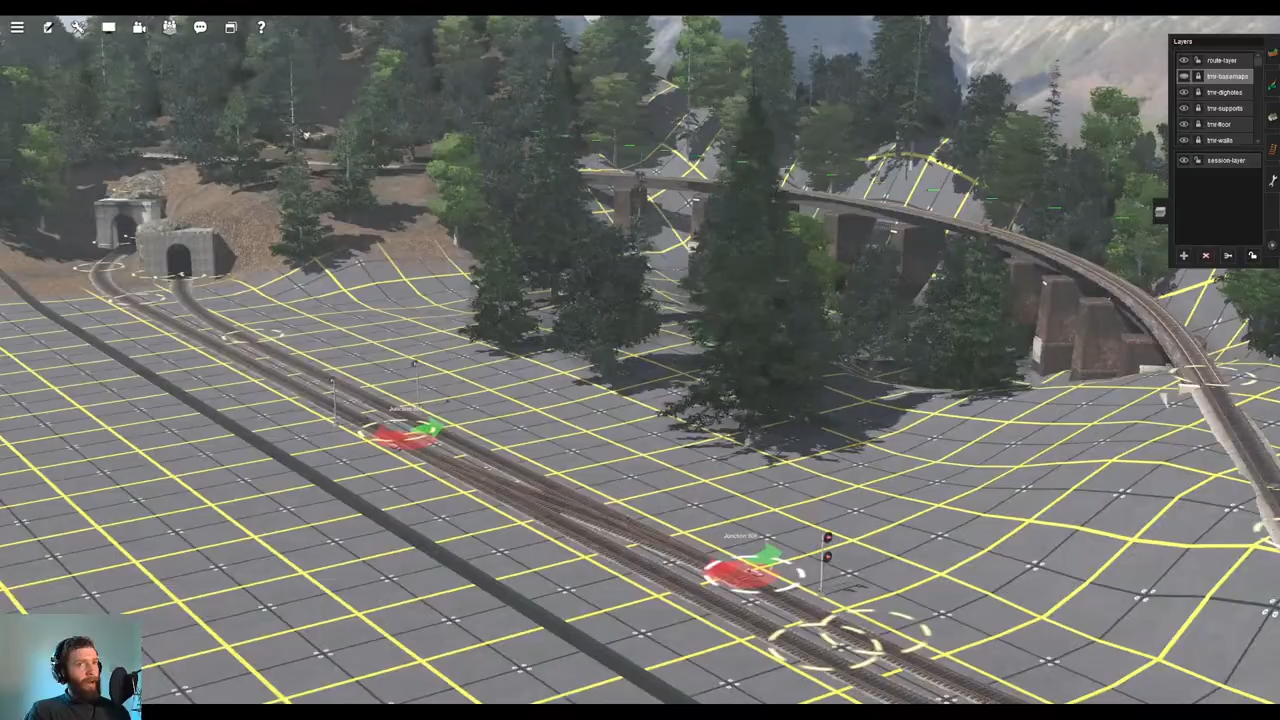 ?
Layers
route-layer
tmr-basemaps
tmr-dighotes
tmr-supports
tmr-floor
tmr-walls
session-layer